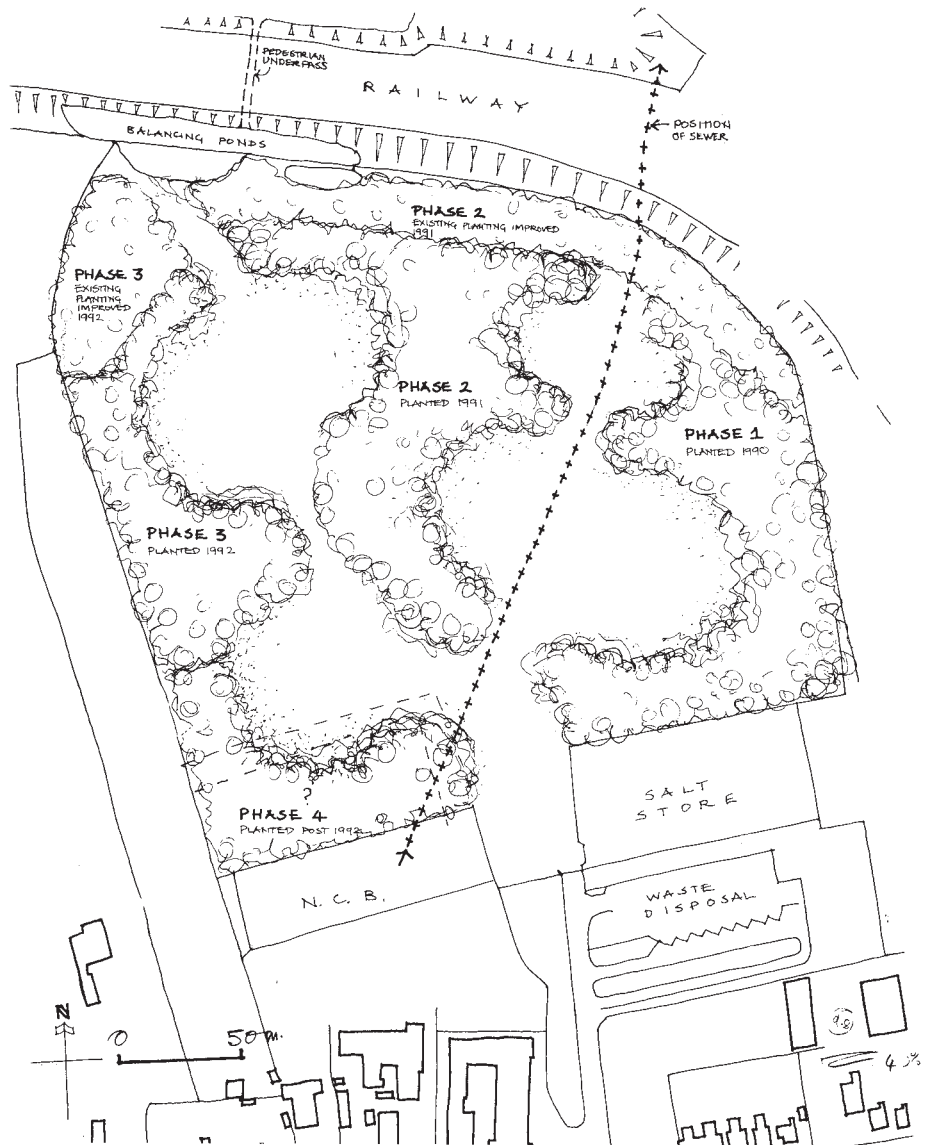 PEDESTRIAN
UNDERPASS
RAILWAY
BALANCING PONDS
POSITION
OF SEWER
PHASE 2
EXISTING PLANTING IMPROVED
1991
PHASE 3
EXISTING
PLANTING
IMPROVED
1992
PHASE 2
PLANTED 1991
PHASE 1
PLANTED 1990
PHASE 3
PLANTED 1992
?
PHASE 4
PLANTED POST 1992
SALT
STORE
N.C.B.
WASTE
DISPOSAL
N
0 50 m.